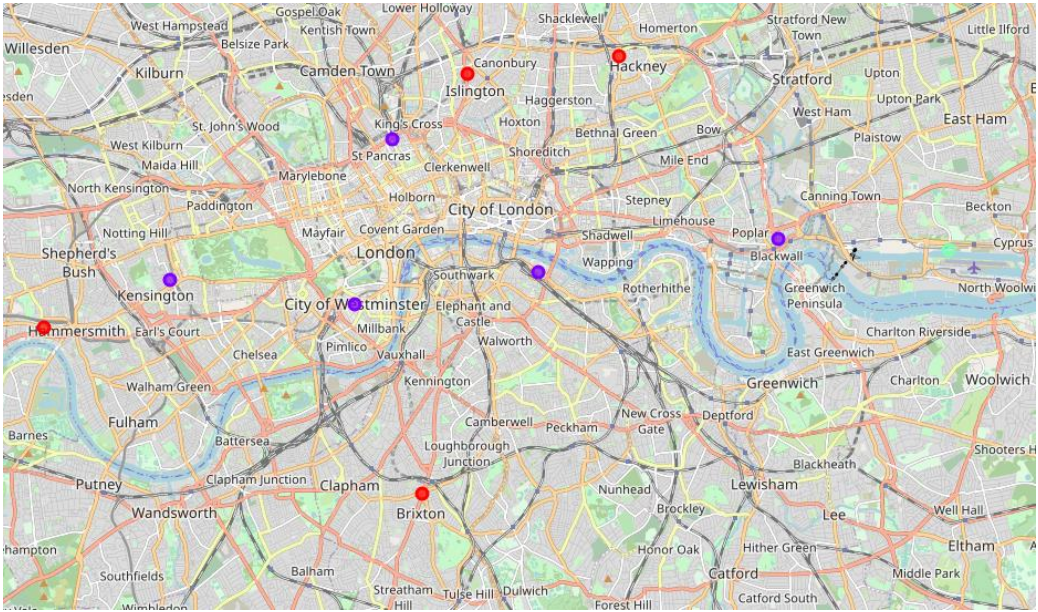 Gospel Oak
Lower Holloway
West Hampstead
Kentish Town
Shacklewell
Homerton
Stratford New
Town
Little Ilford
Willesden
Belsize Park
Canonbury
Hackney
Kilburn
Camden Town
Islington
Stratford
Upton
esden
Haggerston
Upton Park
St. John's Wood
King's Cross
Hoxton
Bethnal Green
Bow
West Ham
East Ham
Plaistow
West Kilburn
St Pancras
Shoreditch
Mile End
Maida Hill
Clerkenwell
Marylebone
North Kensington
Paddington
Holborn
Stepney
Canning Town
City of London
Limehouse
Beckton
Notting Hill
Mayfair
Covent Garden
Shadwell
Poplar
Cyprus
Shepherd's
Bush
London
Wapping
Blackwall
Southwark
Rotherhithe
Greenwich
Peninsula
North Woolwi
Kensington
City of Westminster
Elephant and
Castle
Hammersmith
Earl's Court
Millbank
Walworth
Charlton Riverside
Pimlico
Chelsea
Vauxhall
East Greenwich
Walham Green
Kennington
Greenwich
Charlton
Woolwich
Fulham
Camberwell
New Cross
Gate
Deptford
Barnes
Battersea
Peckham
Loughborough
Junction
Shooters H
Putney
Clapham Junction
Clapham
Nunhead
Blackheath
Lewisham
Wandsworth
Brixton
Brockley
Lee
Well Hall
ehampton
Honor Oak
Hither Green
Eltham
Southfields
Balham
Catford
Middle Park
Streatham
Hill
Tulse Hill
Dulwich
Forest Hill
Catford South
Wimbledon